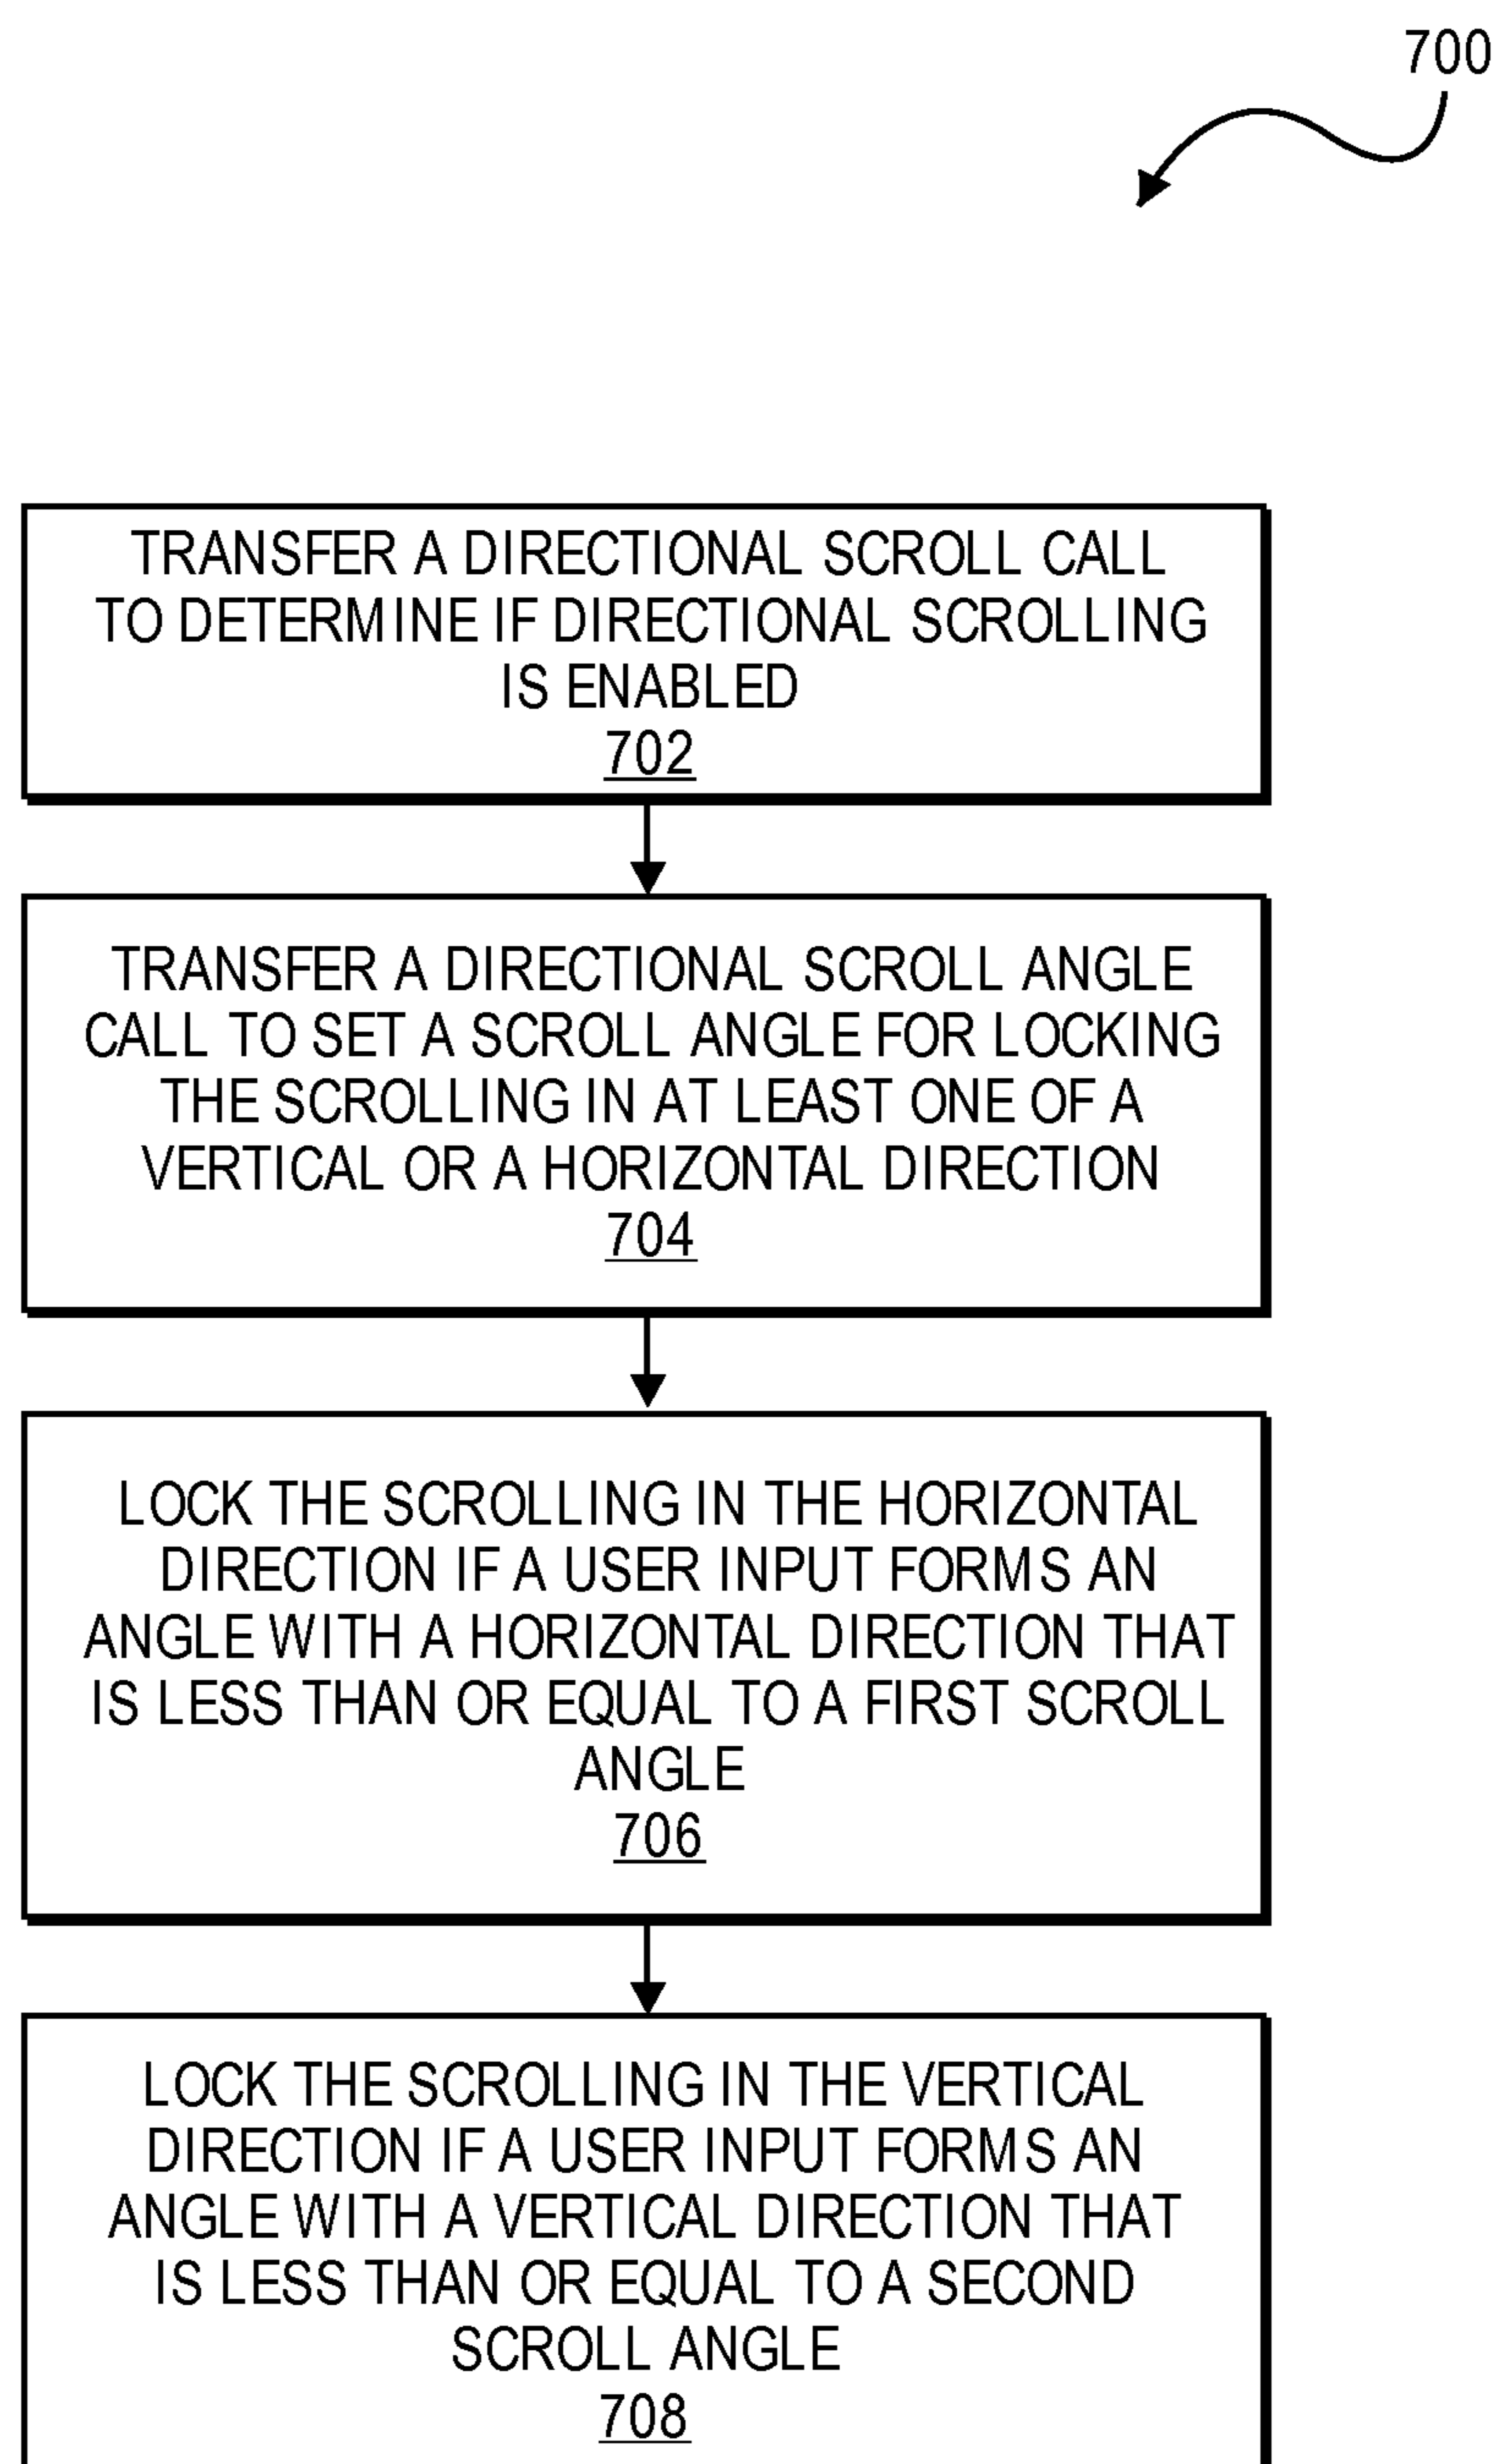 700
TRANSFER A DIRECTIONAL SCROLL CALL
TO DETERMINE IF DIRECTIONAL SCROLLING
IS ENABLED
702
TRANSFER A DIRECTIONAL SCROLL ANGLE
CALL TO SET A SCROLL ANGLE FOR LOCKING
THE SCROLLING IN AT LEAST ONE OF A
VERTICAL OR A HORIZONTAL DIRECTION
704
LOCK THE SCROLLING IN THE HORIZONTAL
DIRECTION IF A USER INPUT FORMS AN
ANGLE WITH A HORIZONTAL DIRECTION THAT
IS LESS THAN OR EQUAL TO A FIRST SCROLL
ANGLE
706
LOCK THE SCROLLING IN THE VERTICAL
DIRECTION IF A USER INPUT FORMS AN
ANGLE WITH A VERTICAL DIRECTION THAT
IS LESS THAN OR EQUAL TO A SECOND
SCROLL ANGLE
708